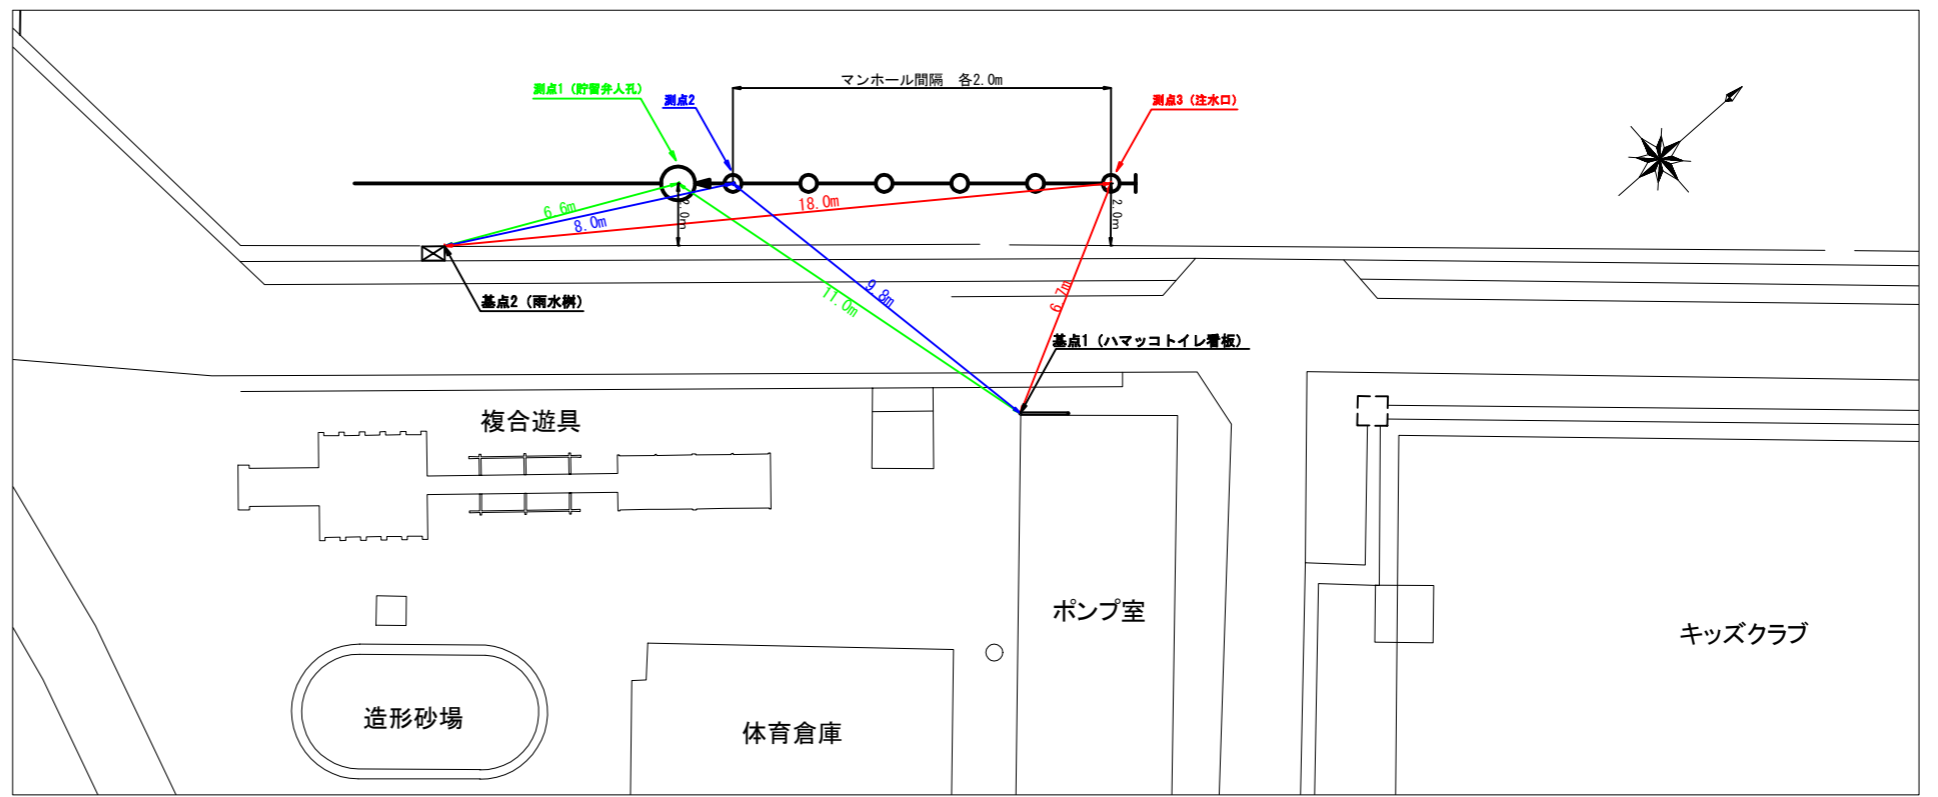 マンホール間隔 各2.0m
測点1（貯留弁人孔）
測点2
測点3（注水口）
6.6m
8.0m
18.0m
2.0m
2.0m
11.0m
9.8m
6.7m
基点2（雨水桝）
基点1（ハマッコトイレ看板）
複合遊具
ポンプ室
キッズクラブ
造形砂場
体育倉庫